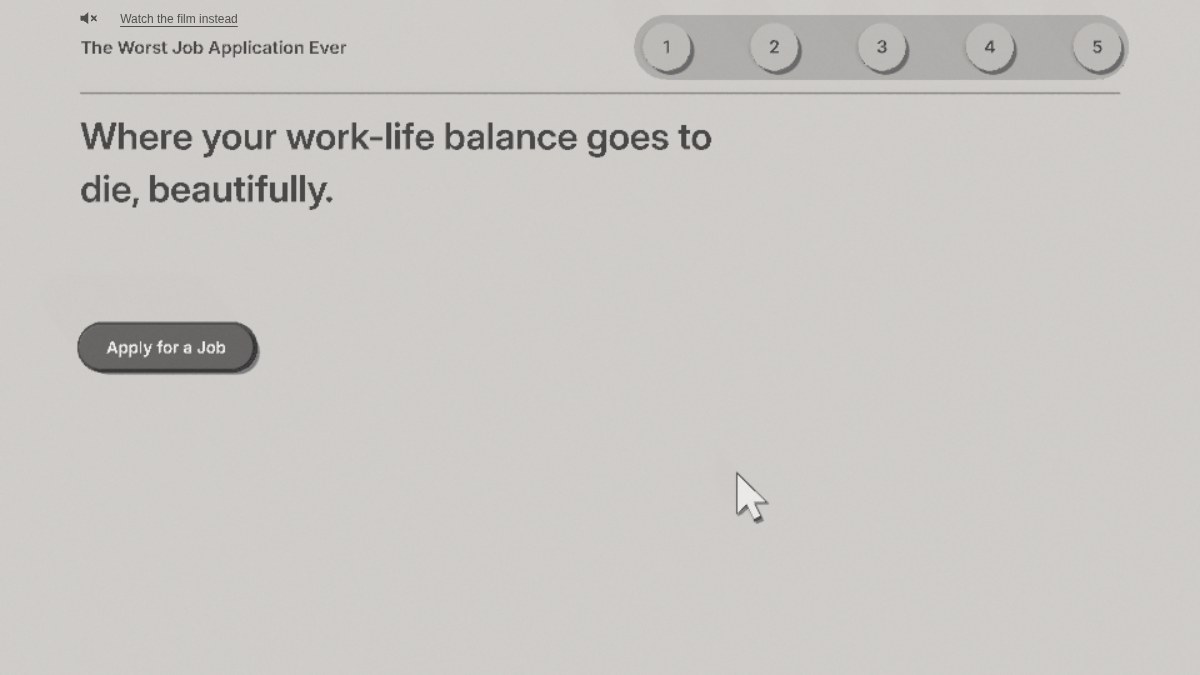 Watch the film instead
The Worst Job Application Ever
1 2 3 4 5
Where your work-life balance goes to
die, beautifully.
Apply for a Job